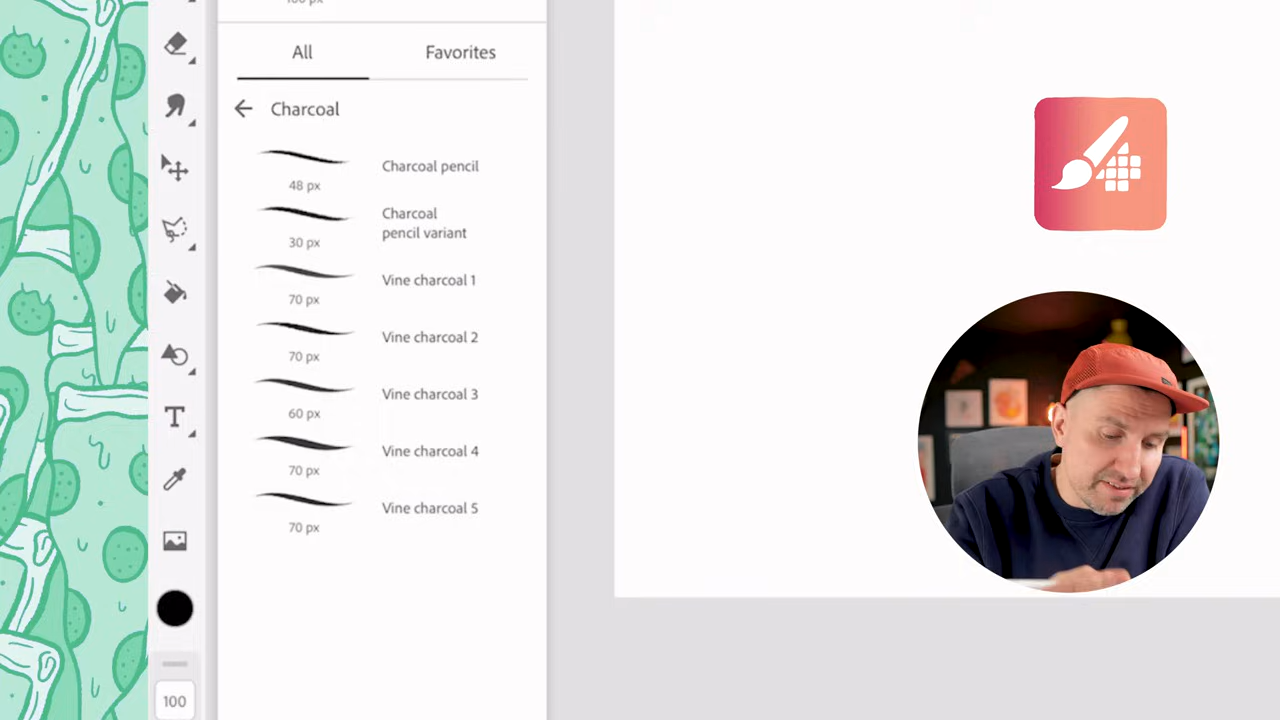 All
Favorites
Charcoal
Charcoal pencil
48 px
Charcoal
pencil variant
30 px
Vine charcoal 1
70 px
Vine charcoal 2
70 px
Vine charcoal 3
60 px
Vine charcoal 4
70 px
Vine charcoal 5
70 px
T
100